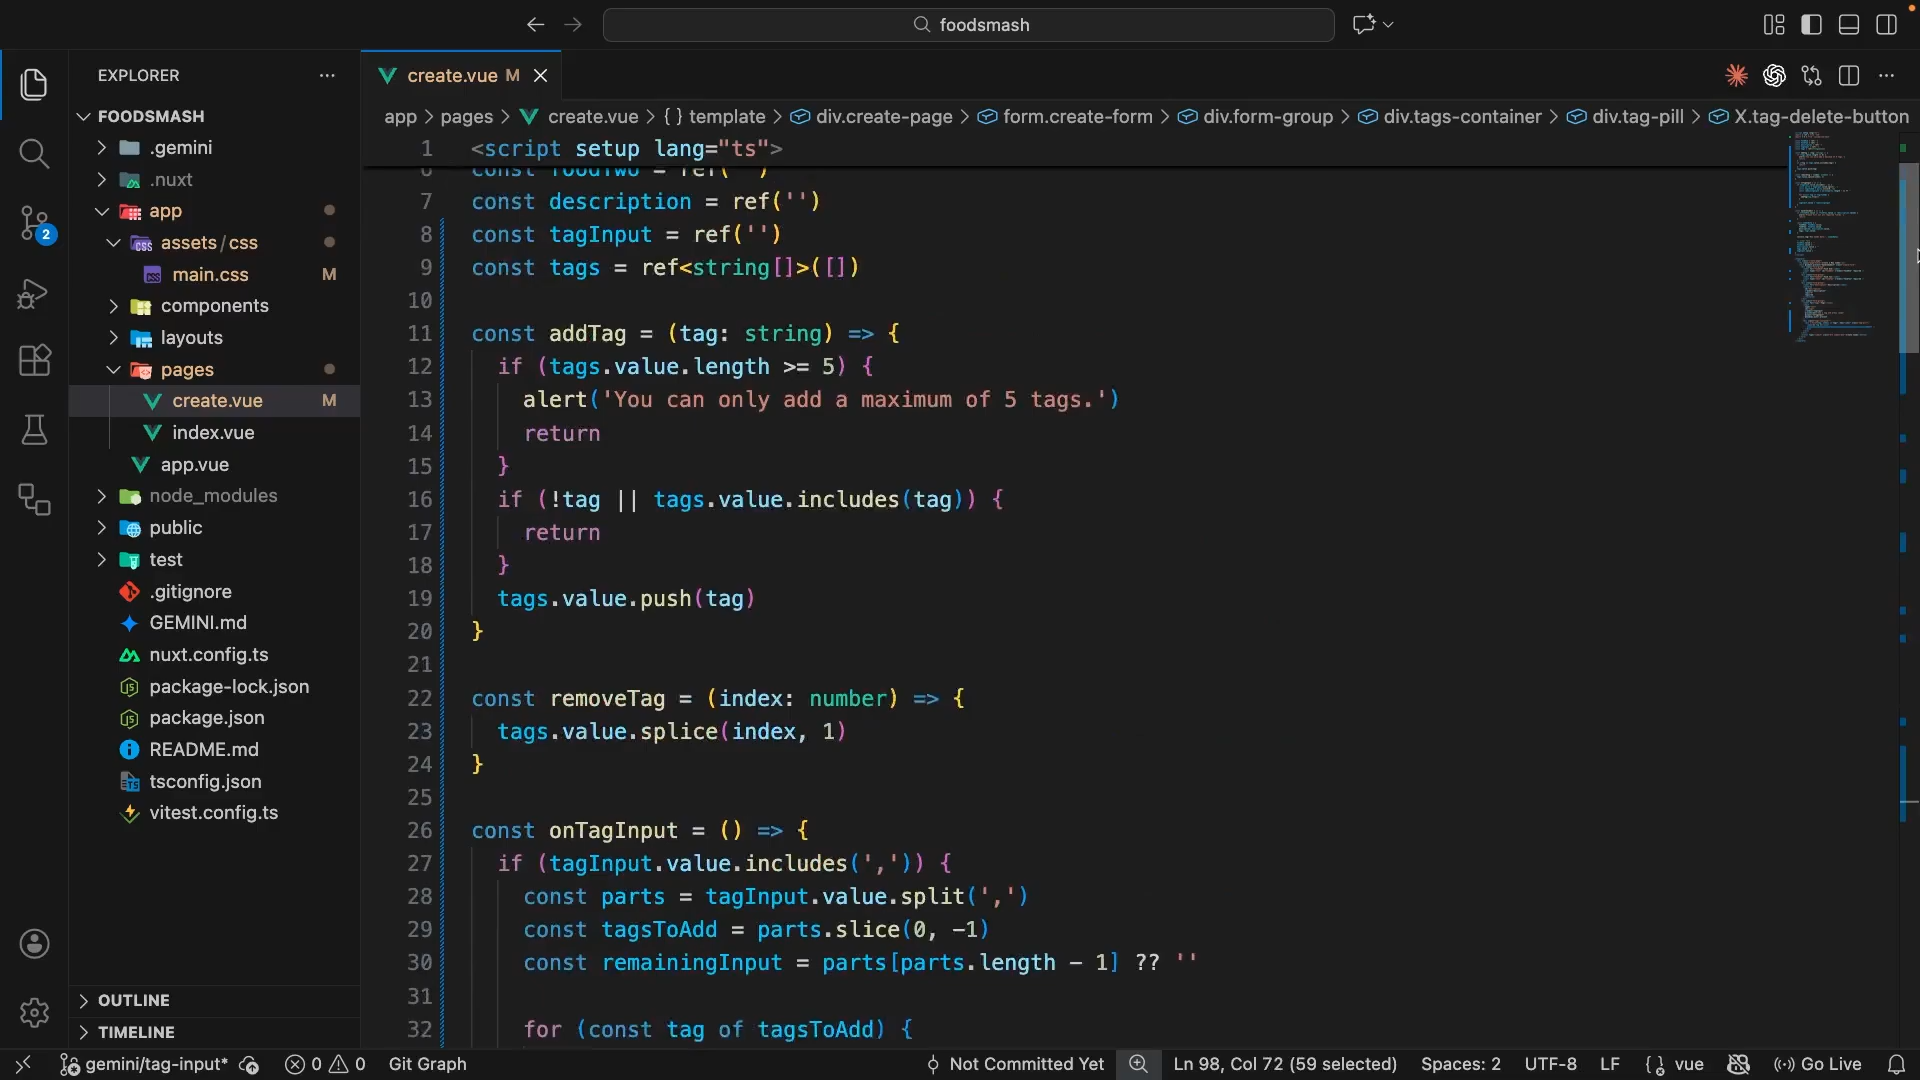 foodsmash
EXPLORER
FOODSMASH
.gemini
.nuxt
app
assets/css
main.css M
components
layouts
pages
create.vue M
index.vue
app.vue
node_modules
public
test
.gitignore
GEMINI.md
nuxt.config.ts
package-lock.json
package.json
README.md
tsconfig.json
vitest.config.ts
OUTLINE
TIMELINE
2
create.vue M
app > pages > create.vue > { } template > div.create-page > form.create-form > div.form-group > div.tags-container > div.tag-pill > X.tag-delete-button
1 <script setup lang="ts">
6 const foodTwo = ref('')
7 const description = ref('')
8 const tagInput = ref('')
9 const tags = ref<string[]>([])
10
11 const addTag = (tag: string) => {
12 if (tags.value.length >= 5) {
13 alert('You can only add a maximum of 5 tags.')
14 return
15 }
16 if (!tag || tags.value.includes(tag)) {
17 return
18 }
19 tags.value.push(tag)
20 }
21
22 const removeTag = (index: number) => {
23 tags.value.splice(index, 1)
24 }
25
26 const onTagInput = () => {
27 if (tagInput.value.includes(',')) {
28 const parts = tagInput.value.split(',')
29 const tagsToAdd = parts.slice(0, -1)
30 const remainingInput = parts[parts.length - 1] ?? ''
31
32 for (const tag of tagsToAdd) {
gemini/tag-input* 0 0 Git Graph Not Committed Yet Ln 98, Col 72 (59 selected) Spaces: 2 UTF-8 LF { } vue Go Live